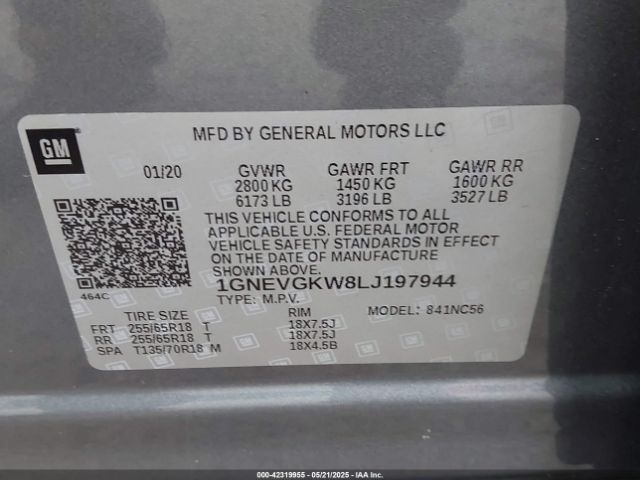 GM
MFD BY GENERAL MOTORS LLC
01/20 GVWR GAWR FRT GAWR RR
2800 KG 1450 KG 1600 KG
6173 LB 3196 LB 3527 LB
THIS VEHICLE CONFORMS TO ALL
APPLICABLE U.S. FEDERAL MOTOR
VEHICLE SAFETY STANDARDS IN EFFECT
ON THE DATE OF MANUFACTURE
SHOWN ABOVE.
464C 1GNEVGKW8LJ197944
TYPE: M.P.V. MODEL: 841NC56
TIRE SIZE RIM
FRT 255/65R18 T 18X7.5J
RR 255/65R18 T 18X7.5J
SPA T135/70R18 M 18X4.5B
000-42319955 - 05/21/2025 - IAA Inc.